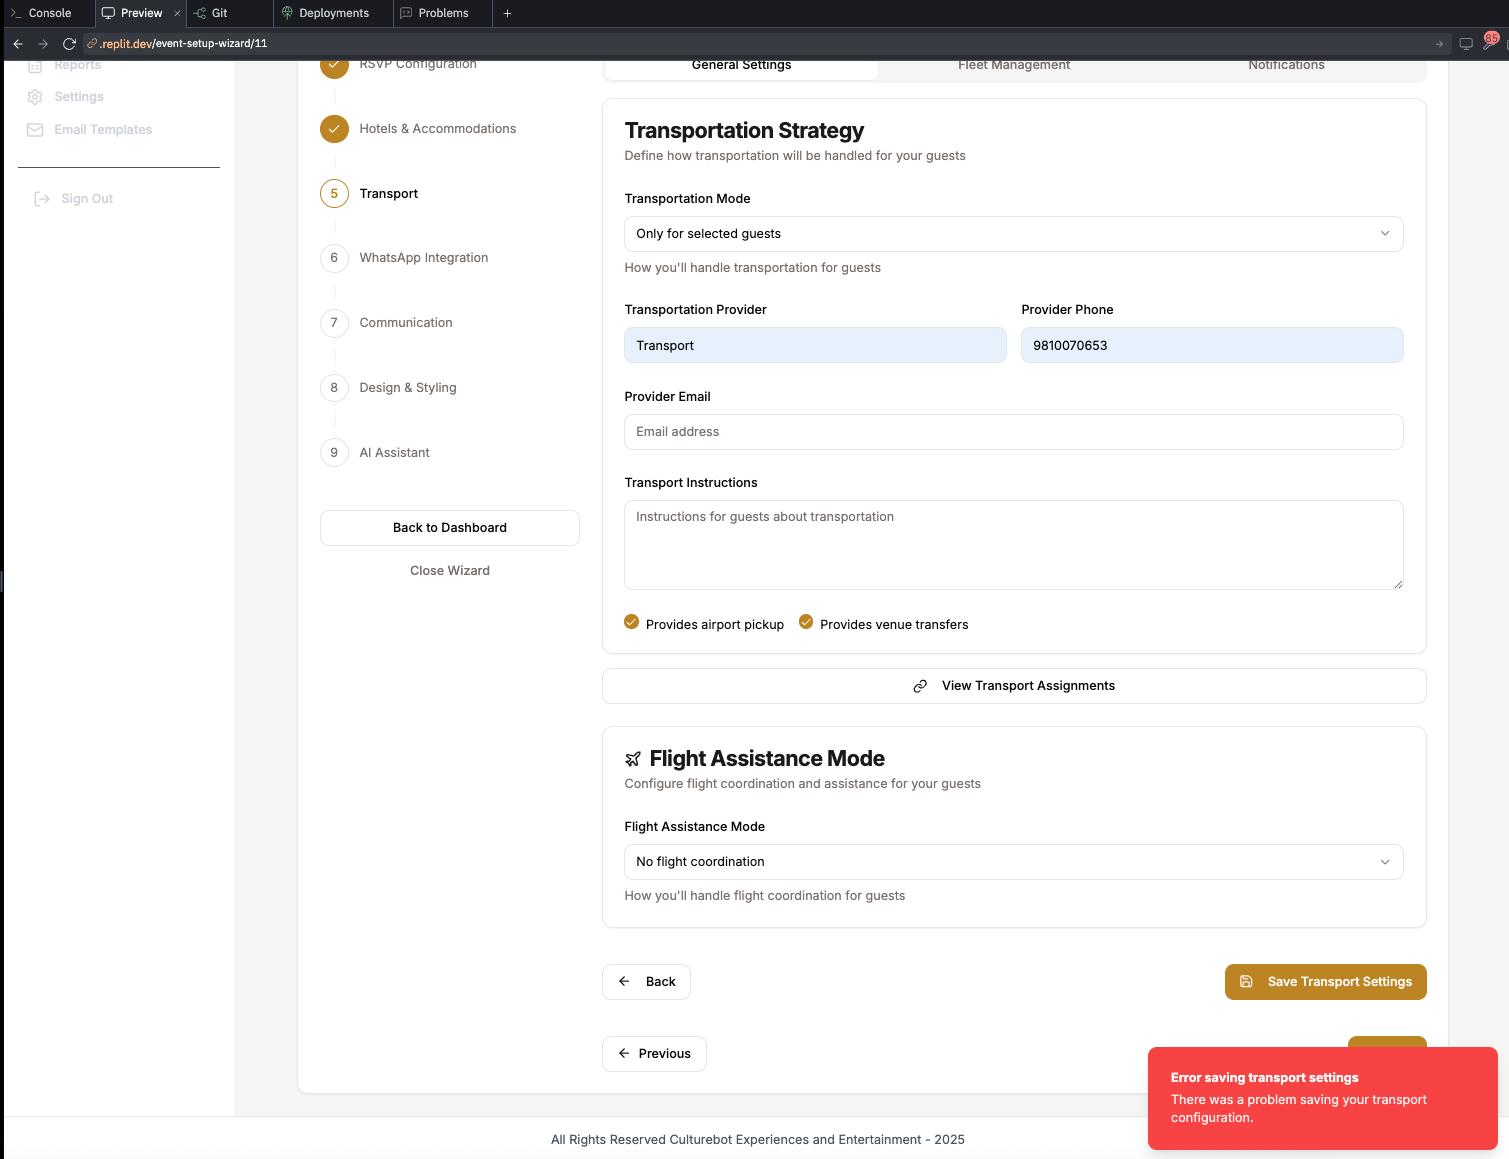 Console
Preview
Git
Deployments
Problems
.replit.dev/event-setup-wizard/11
85
Reports
Settings
Email Templates
Sign Out
RSVP Configuration
Hotels & Accommodations
5 Transport
6 WhatsApp Integration
7 Communication
8 Design & Styling
9 AI Assistant
Back to Dashboard
Close Wizard
General Settings
Fleet Management
Notifications
Transportation Strategy
Define how transportation will be handled for your guests
Transportation Mode
Only for selected guests
How you'll handle transportation for guests
Transportation Provider
Provider Phone
Transport
9810070653
Provider Email
Email address
Transport Instructions
Instructions for guests about transportation
Provides airport pickup
Provides venue transfers
View Transport Assignments
Flight Assistance Mode
Configure flight coordination and assistance for your guests
Flight Assistance Mode
No flight coordination
How you'll handle flight coordination for guests
Back
Save Transport Settings
Previous
Error saving transport settings
There was a problem saving your transport
configuration.
All Rights Reserved Culturebot Experiences and Entertainment - 2025